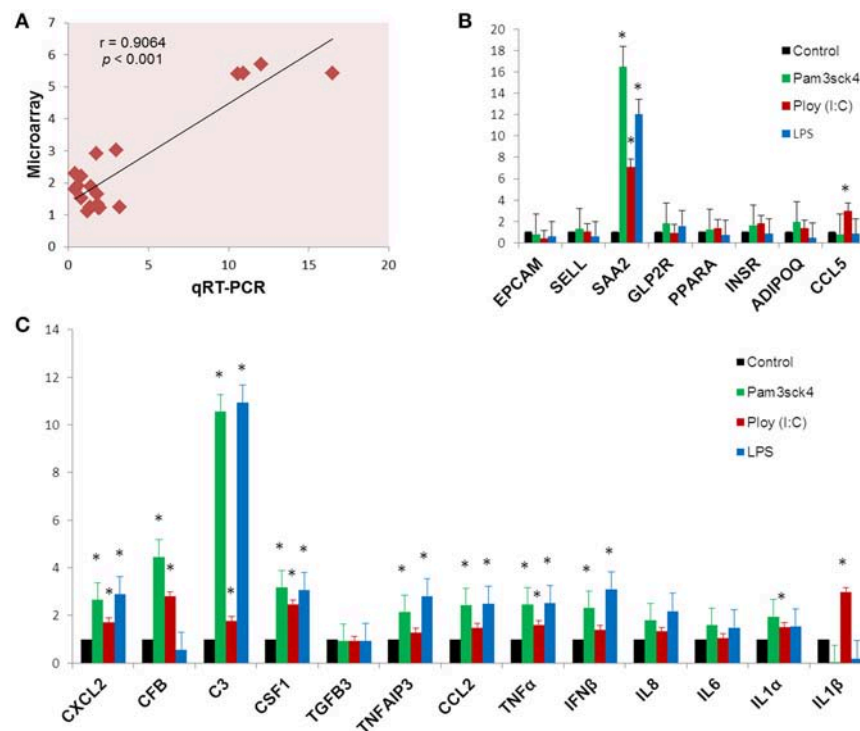 A
r = 0.9064
p < 0.001
Microarray
7
6
5
4
3
2
1
0
0 5 10 15 20
qRT-PCR
B
20
18
16
14
12
10
8
6
4
2
0
* * * *
Control
Pam3sck4
Ploy (I:C)
LPS
EPCAM
SELL
SAA2
GLP2R
PPARA
INSR
ADIPOQ
CCL5
C
14
12
10
8
6
4
2
0
* * * * * * * * * * * * * * * * * * * * *
Control
Pam3sck4
Ploy (I:C)
LPS
CXCL2
CFB
C3
CSF1
TGFB3
TNFAIP3
CCL2
TNFα
IFNβ
IL8
IL6
IL1α
IL1β